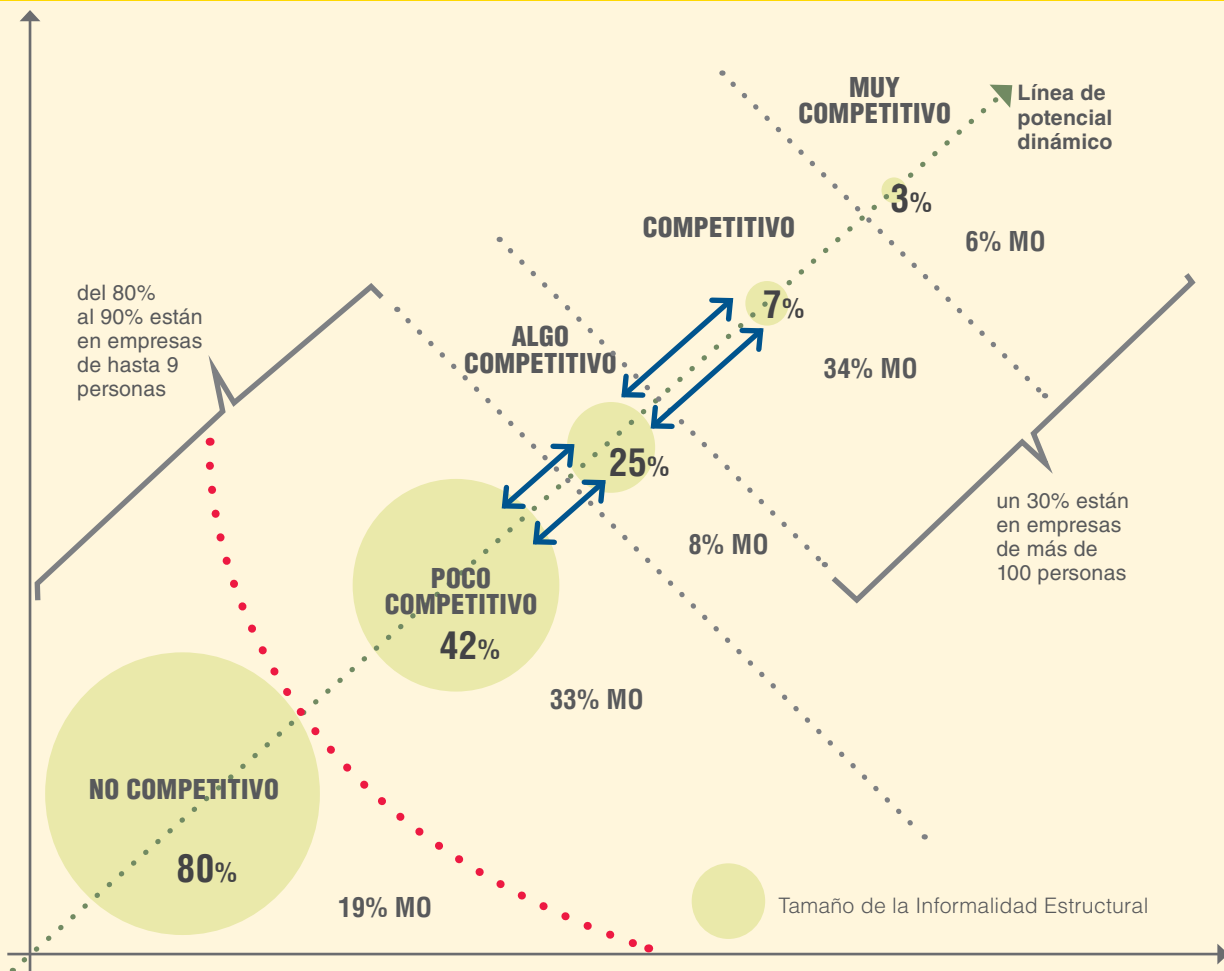 MUY
COMPETITIVO
Línea de
potencial
dinámico
3%
COMPETITIVO
6% MO
del 80%
al 90% están
en empresas
de hasta 9
personas
7%
ALGO
COMPETITIVO
34% MO
25%
un 30% están
en empresas
de más de
100 personas
8% MO
POCO
COMPETITIVO
42%
33% MO
NO COMPETITIVO
80%
19% MO
Tamaño de la Informalidad Estructural